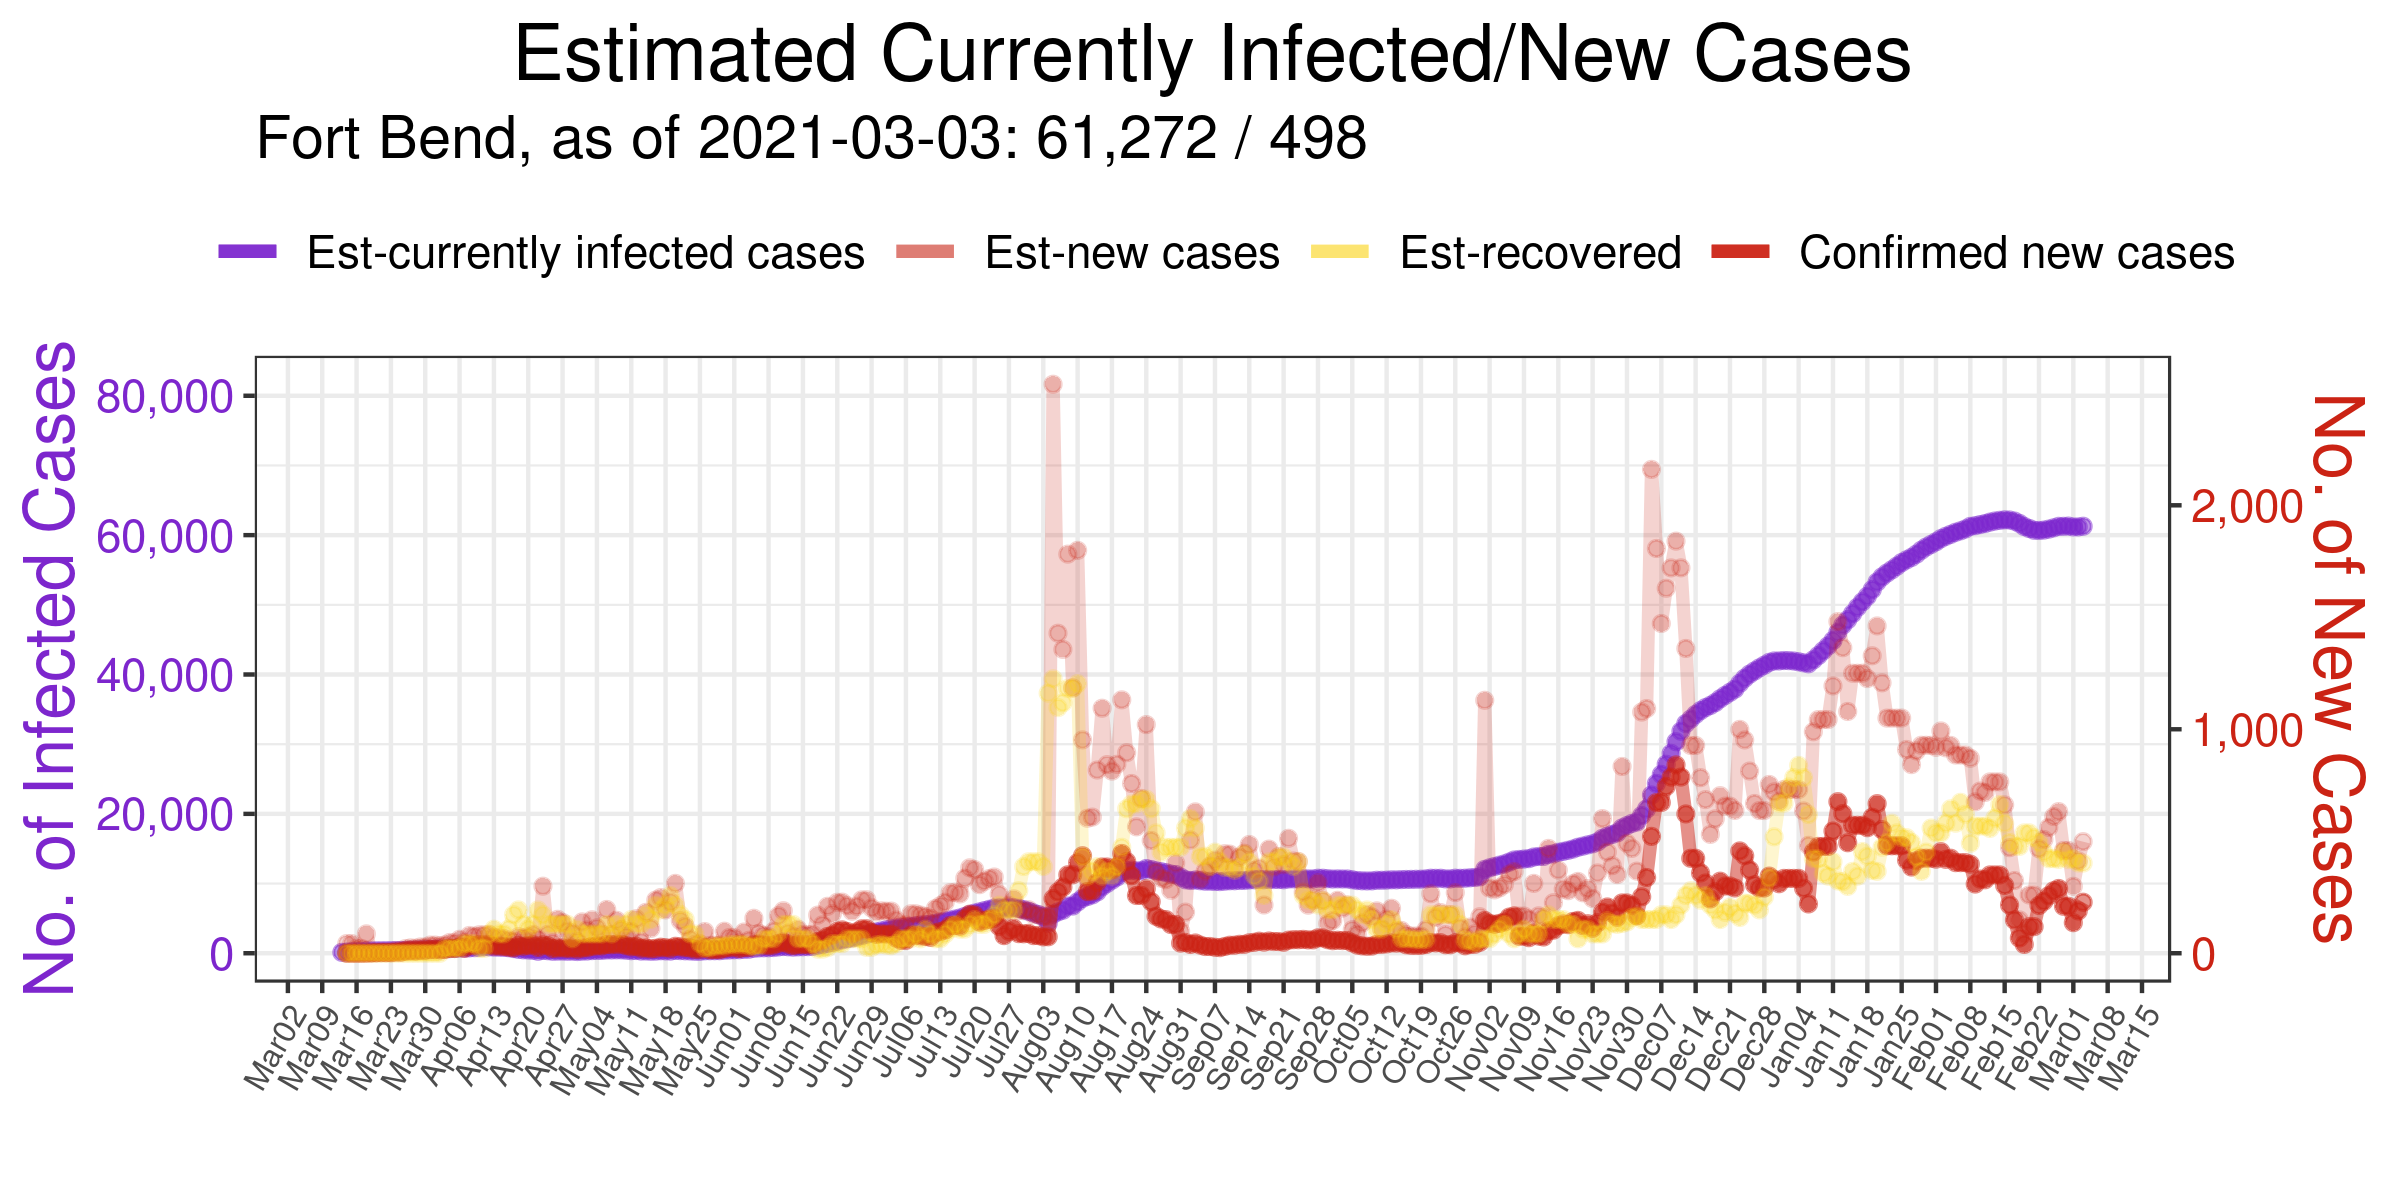 Estimated Currently Infected/New Cases
Fort Bend, as of 2021-03-03: 61,272 / 498
Est-currently infected cases
Est-new cases
Est-recovered
Confirmed new cases
No. of Infected Cases
80,000
60,000
40,000
20,000
0
2,000
1,000
0
No. of New Cases
Mar02
Mar09
Mar16
Mar23
Mar30
Apr06
Apr13
Apr20
Apr27
May04
May11
May18
May25
Jun01
Jun08
Jun15
Jun22
Jun29
Jul06
Jul13
Jul20
Jul27
Aug03
Aug10
Aug17
Aug24
Aug31
Sep07
Sep14
Sep21
Sep28
Oct05
Oct12
Oct19
Oct26
Nov02
Nov09
Nov16
Nov23
Nov30
Dec07
Dec14
Dec21
Dec28
Jan04
Jan11
Jan18
Jan25
Feb01
Feb08
Feb15
Feb22
Mar01
Mar08
Mar15